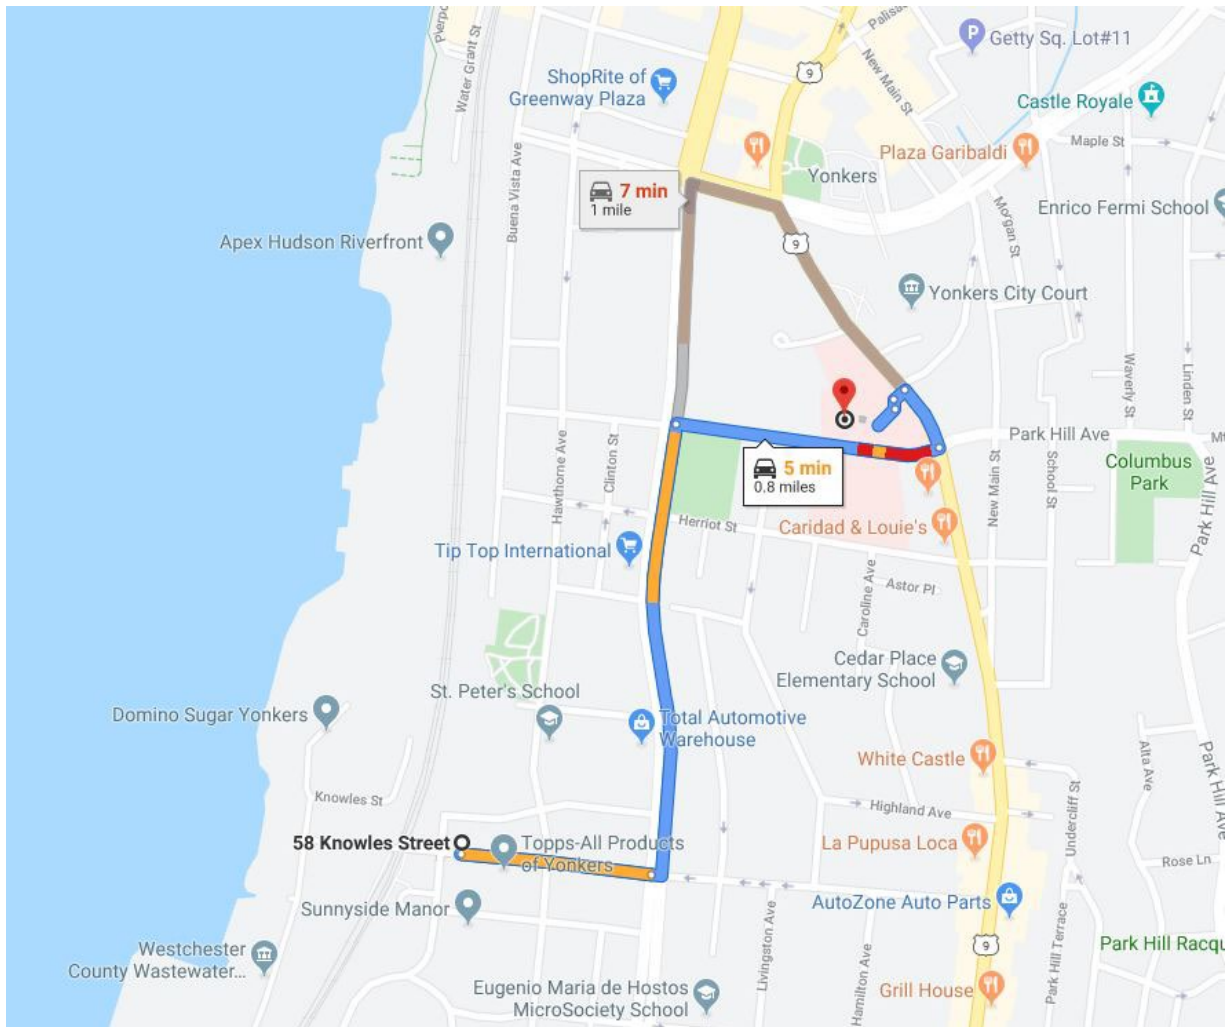 Pierpo
Water Grant St
ShopRite of
Greenway Plaza
9
Palisa
New Main St
P
Getty Sq. Lot#11
Castle Royale
Plaza Garibaldi
Maple St
Yonkers
Buena Vista Ave
7 min
1 mile
Enrico Fermi School
Morgan St
Apex Hudson Riverfront
9
Yonkers City Court
Waverly St
Linden St
Park Hill Ave
Hawthorne Ave
Clinton St
5 min
0.8 miles
Columbus
Park
New Main St
School St
Park Hill Ave
Herriot St
Caridad & Louie's
Tip Top International
Caroline Ave
Astor Pl
Cedar Place
Elementary School
St. Peter's School
Domino Sugar Yonkers
Total Automotive
Warehouse
White Castle
Alta Ave
Park Hill Ave
Knowles St
Highland Ave
Undercliff St
58 Knowles Street
Topps-All Products
of Yonkers
La Pupusa Loca
Rose Ln
Sunnyside Manor
AutoZone Auto Parts
Livingston Ave
Hamilton Ave
Park Hill Terrace
Westchester
County Wastewater...
9
Park Hill Racqu
Eugenio Maria de Hostos
MicroSociety School
Grill House